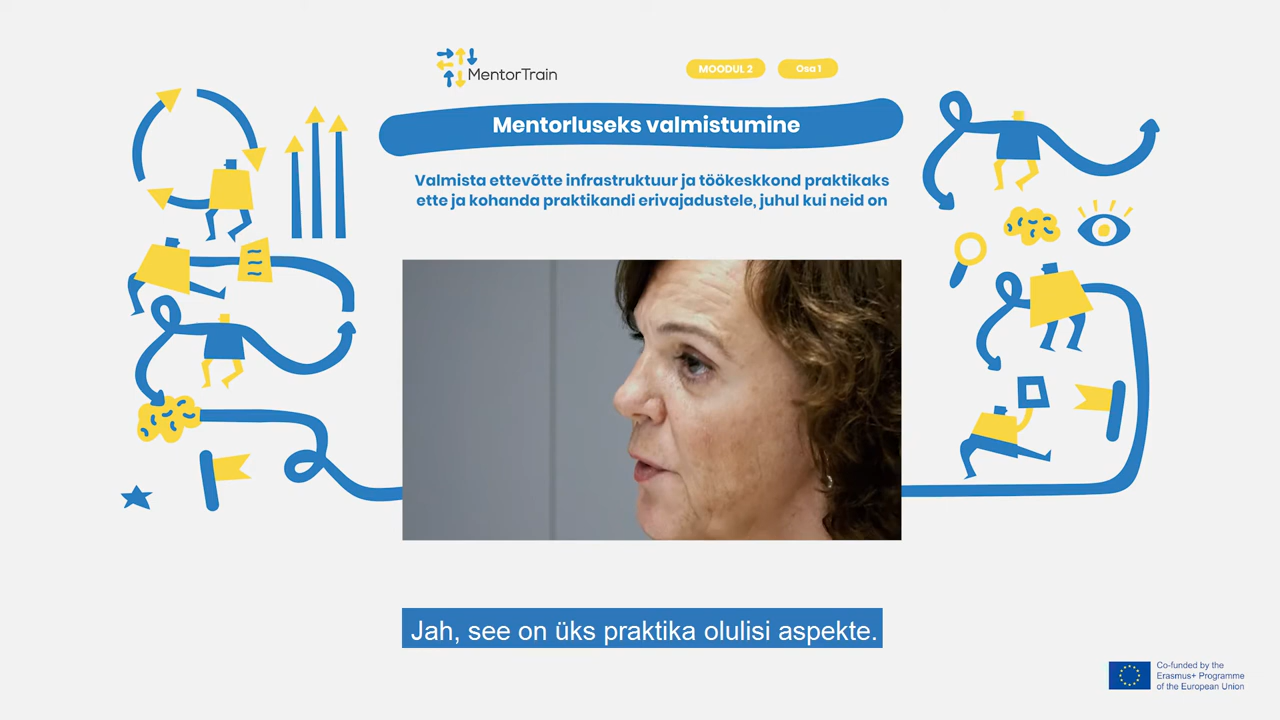 MentorTrain
MOODUL 2
Osa 1
Mentorluseks valmistumine
Valmista ettevõtte infrastruktuur ja töökeskkond praktikaks
ette ja kohanda praktikandi erivajadustele, juhul kui neid on
Jah, see on üks praktika olulisi aspekte.
Co-funded by the
Erasmus+ Programme
of the European Union